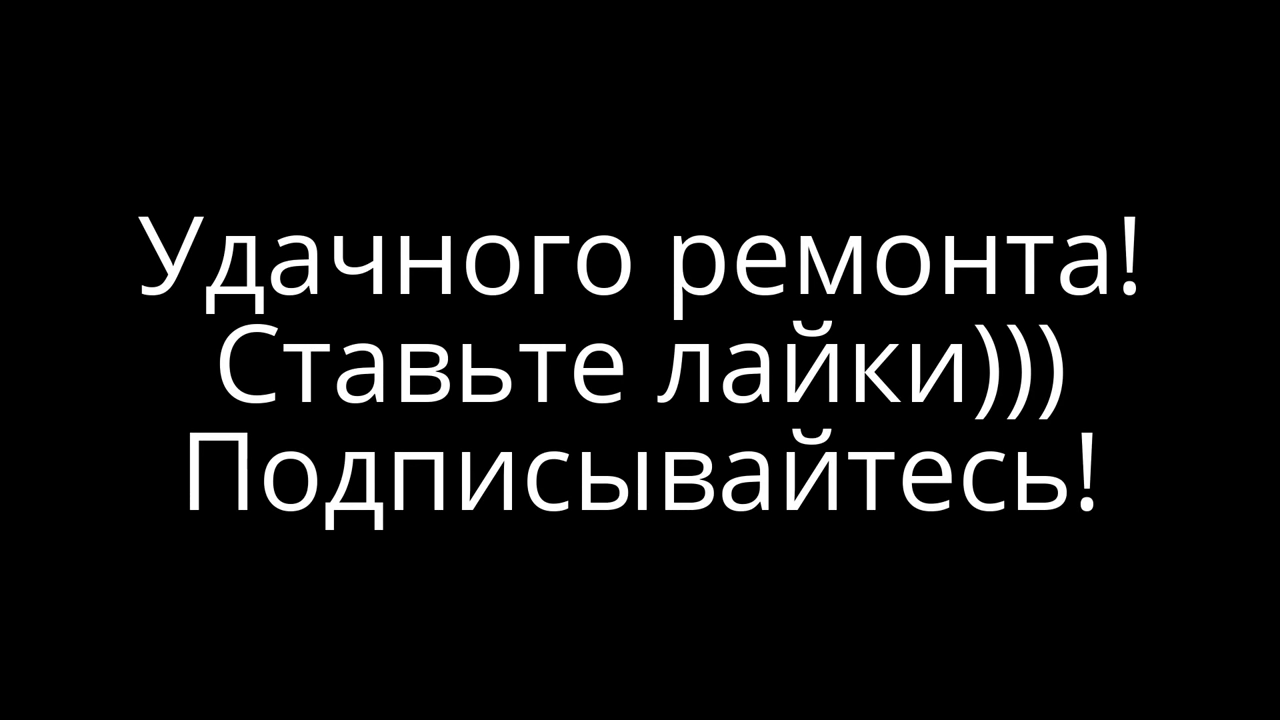 Удачного ремонта!
Ставьте лайки)))
Подписывайтесь!